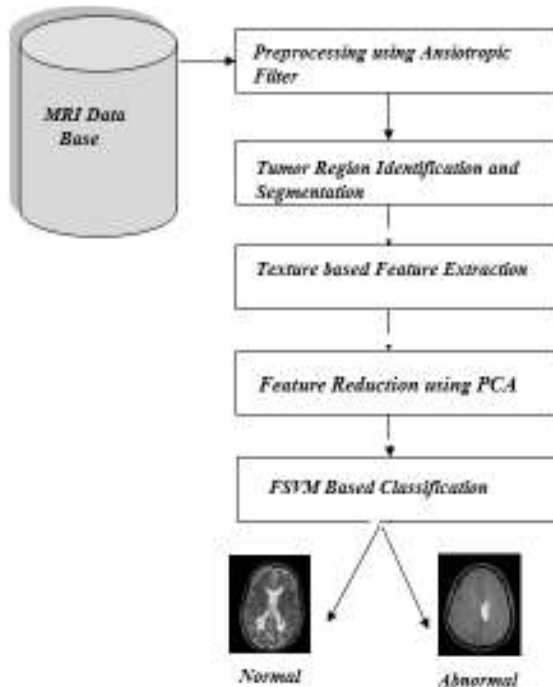 MRI Data
Base
Preprocessing using Ansiotropic
Filter
Tumor Region Identification and
Segmentation
Texture based Feature Extraction
Feature Reduction using PCA
FSVM Based Classification
Normal
Abnormal